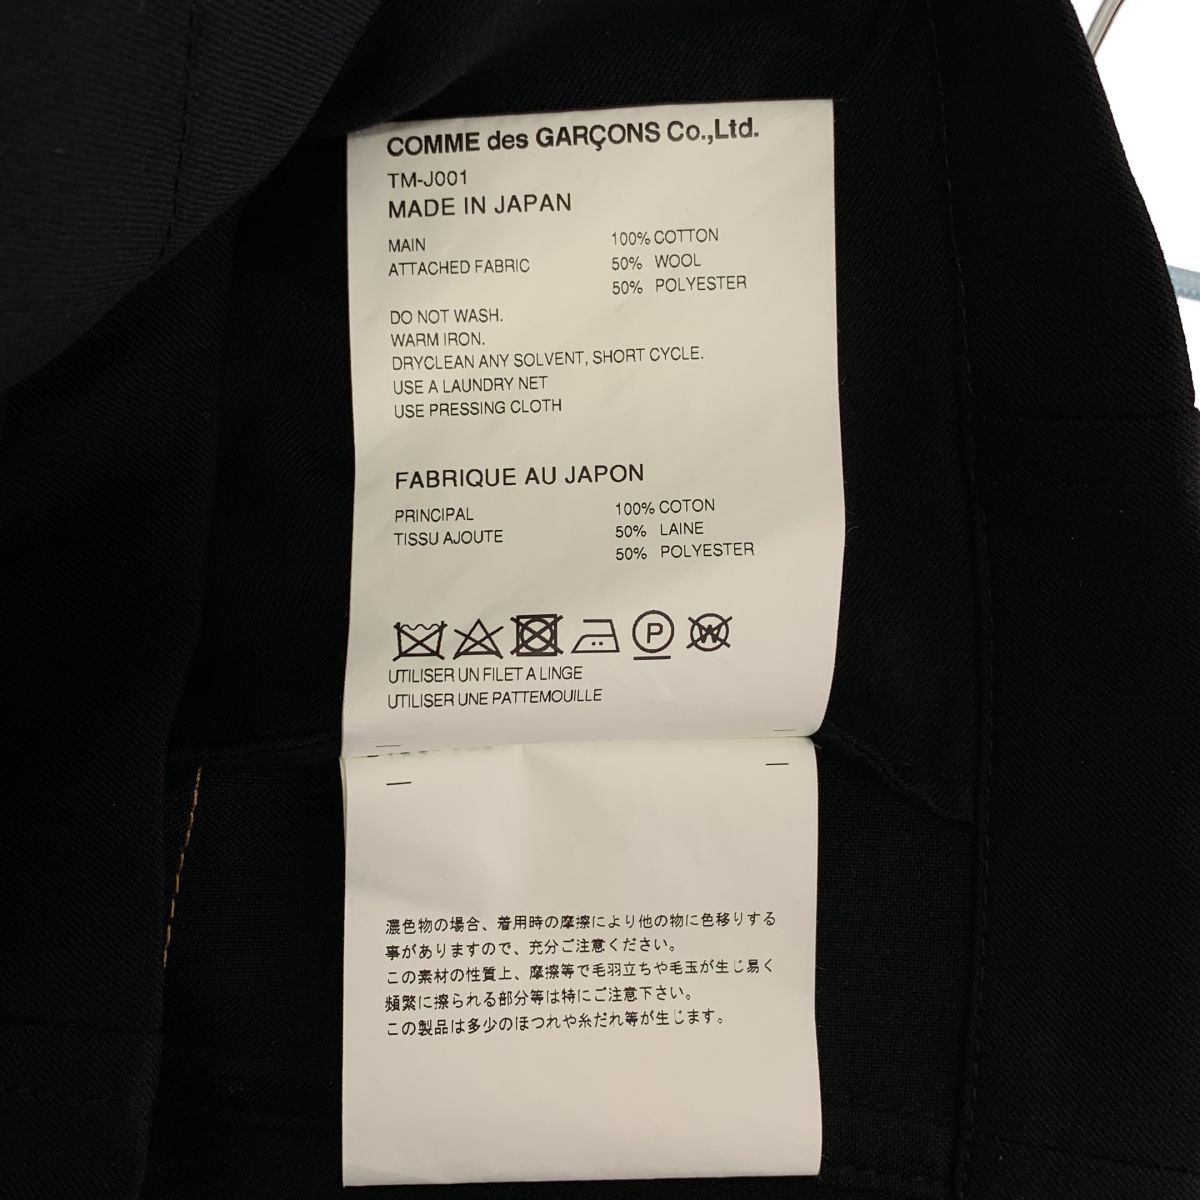 COMME des GARÇONS Co.,Ltd.
TM-J001
MADE IN JAPAN
MAIN 100% COTTON
ATTACHED FABRIC 50% WOOL
50% POLYESTER
DO NOT WASH.
WARM IRON.
DRYCLEAN ANY SOLVENT, SHORT CYCLE.
USE A LAUNDRY NET
USE PRESSING CLOTH
FABRIQUE AU JAPON
PRINCIPAL 100% COTON
TISSU AJOUTE 50% LAINE
50% POLYESTER
P W
UTILISER UN FILET A LINGE
UTILISER UNE PATTEMOUILLE
濃色物の場合、着用時の摩擦により他の物に色移りする
事がありますので、充分ご注意ください。
この素材の性質上、摩擦等で毛羽立ちや毛玉が生じ易く
頻繁に擦られる部分等は特にご注意下さい。
この製品は多少のほつれや糸だれ等が生じます。